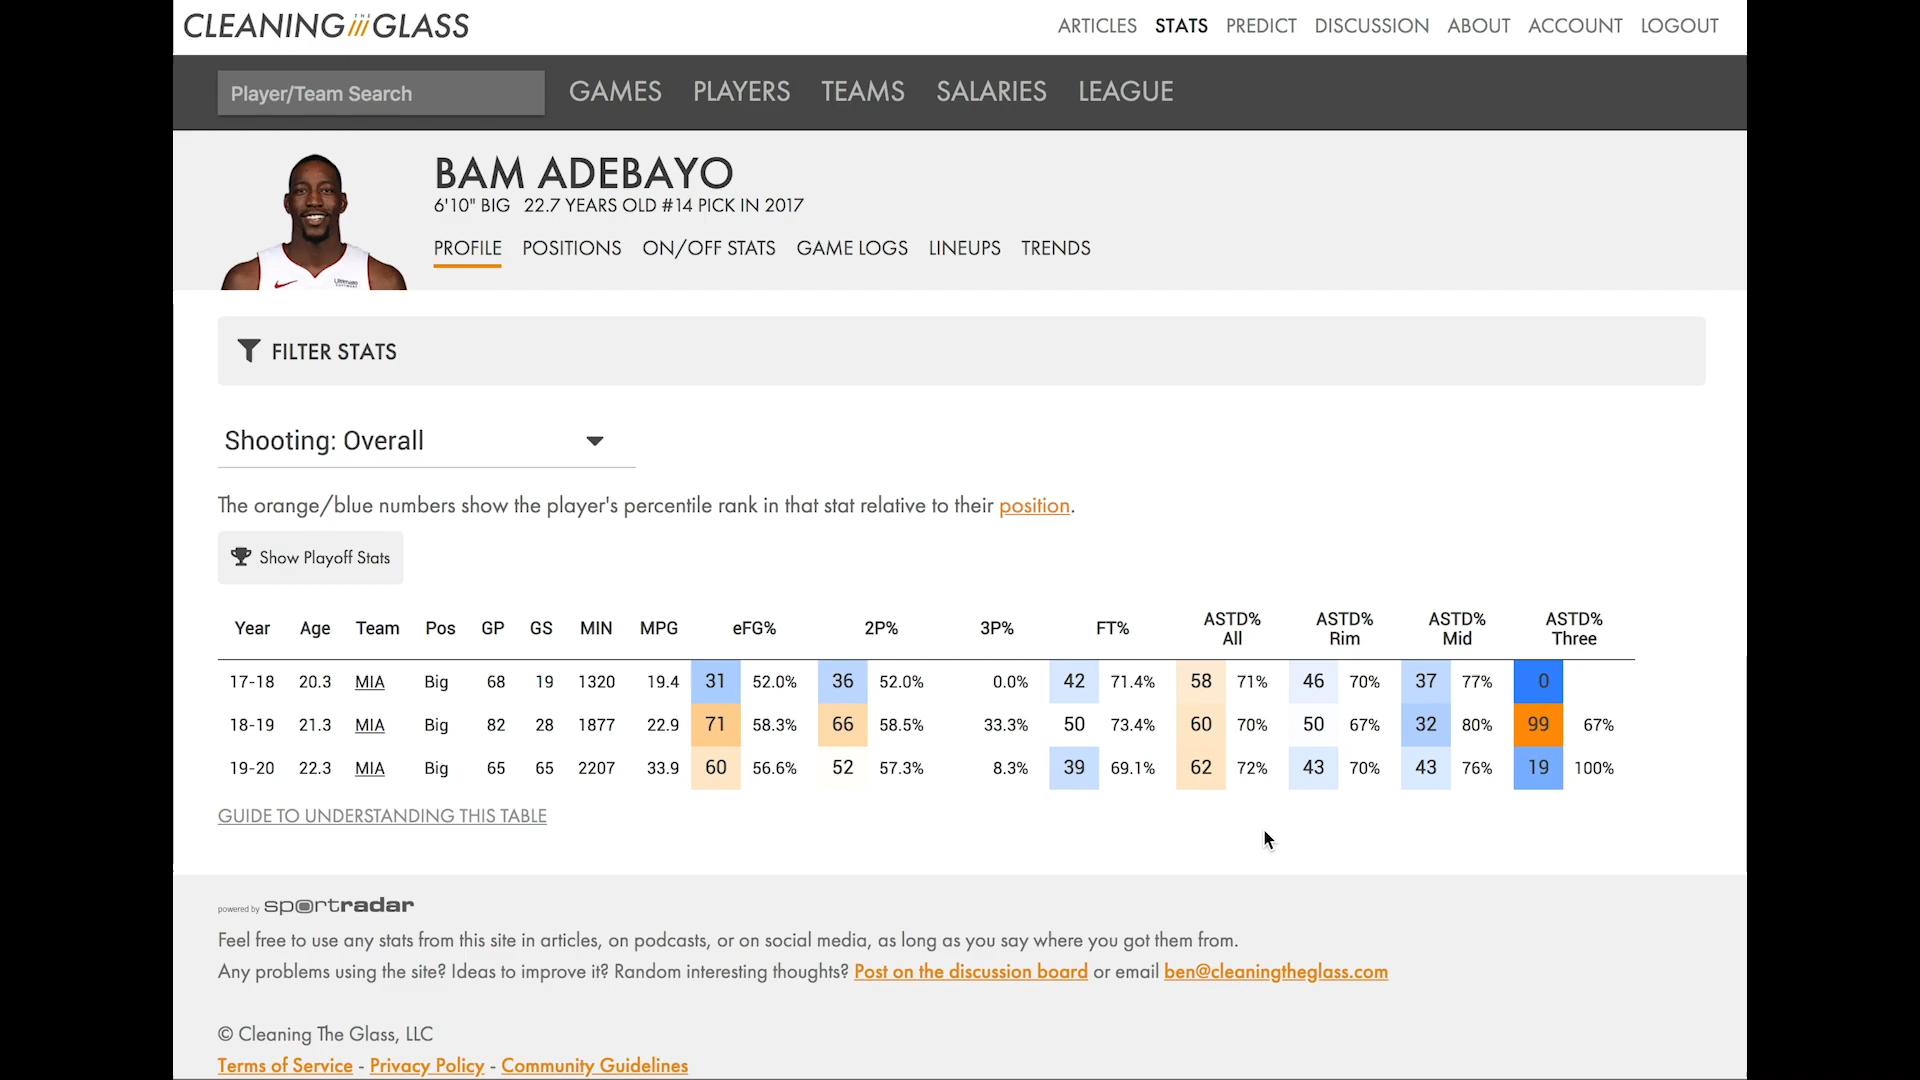 CLEANING THE GLASS
ARTICLES STATS PREDICT DISCUSSION ABOUT ACCOUNT LOGOUT
Player/Team Search GAMES PLAYERS TEAMS SALARIES LEAGUE
BAM ADEBAYO
6'10" BIG 22.7 YEARS OLD #14 PICK IN 2017
PROFILE POSITIONS ON/OFF STATS GAME LOGS LINEUPS TRENDS
FILTER STATS
Shooting: Overall
The orange/blue numbers show the player's percentile rank in that stat relative to their position.
Show Playoff Stats
Year Age Team Pos GP GS MIN MPG eFG% 2P% 3P% FT% ASTD% All ASTD% Rim ASTD% Mid ASTD% Three
17-18 20.3 MIA Big 68 19 1320 19.4 31 52.0% 36 52.0% 0.0% 42 71.4% 58 71% 46 70% 37 77% 0
18-19 21.3 MIA Big 82 28 1877 22.9 71 58.3% 66 58.5% 33.3% 50 73.4% 60 70% 50 67% 32 80% 99 67%
19-20 22.3 MIA Big 65 65 2207 33.9 60 56.6% 52 57.3% 8.3% 39 69.1% 62 72% 43 70% 43 76% 19 100%
GUIDE TO UNDERSTANDING THIS TABLE
powered by sportradar
Feel free to use any stats from this site in articles, on podcasts, or on social media, as long as you say where you got them from.
Any problems using the site? Ideas to improve it? Random interesting thoughts? Post on the discussion board or email ben@cleaningtheglass.com
© Cleaning The Glass, LLC
Terms of Service - Privacy Policy - Community Guidelines